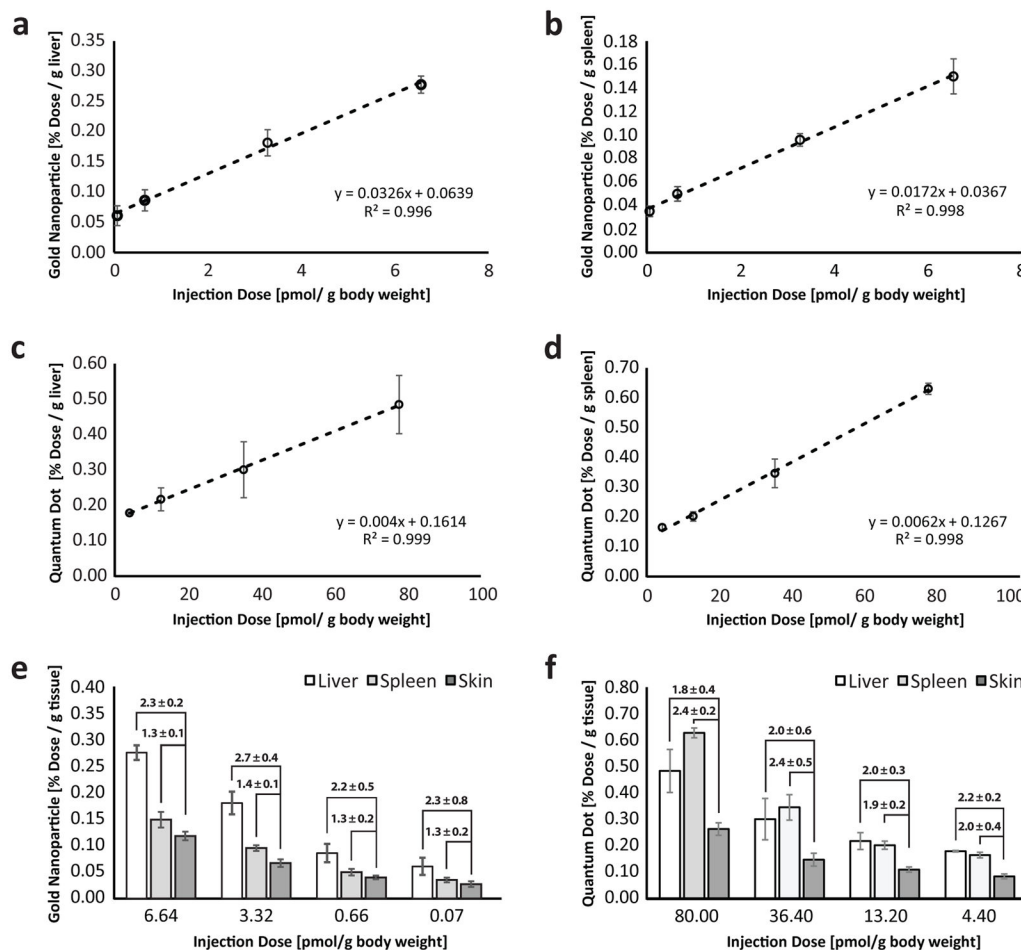 a
Gold Nanoparticle [% Dose / g liver]
0.35
0.30
0.25
0.20
0.15
0.10
0.05
0.00
y = 0.0326x + 0.0639
R² = 0.996
0 2 4 6 8
Injection Dose [pmol/ g body weight]
b
Gold Nanoparticle [% Dose / g spleen]
0.18
0.16
0.14
0.12
0.10
0.08
0.06
0.04
0.02
0.00
y = 0.0172x + 0.0367
R² = 0.998
0 2 4 6 8
Injection Dose [pmol/ g body weight]
c
Quantum Dot [% Dose / g liver]
0.60
0.50
0.40
0.30
0.20
0.10
0.00
y = 0.004x + 0.1614
R² = 0.999
0 20 40 60 80 100
Injection Dose [pmol/ g body weight]
d
Quantum Dot [% Dose / g spleen]
0.70
0.60
0.50
0.40
0.30
0.20
0.10
0.00
y = 0.0062x + 0.1267
R² = 0.998
0 20 40 60 80 100
Injection Dose [pmol/ g body weight]
e
Gold Nanoparticle [% Dose / g tissue]
0.40
0.35
0.30
0.25
0.20
0.15
0.10
0.05
0.00
Liver Spleen Skin
2.3 ± 0.2
1.3 ± 0.1
2.7 ± 0.4
1.4 ± 0.1
2.2 ± 0.5
1.3 ± 0.2
2.3 ± 0.8
1.3 ± 0.2
6.64 3.32 0.66 0.07
Injection Dose [pmol/g body weight]
f
Quantum Dot [% Dose / g tissue]
0.80
0.70
0.60
0.50
0.40
0.30
0.20
0.10
0.00
Liver Spleen Skin
1.8 ± 0.4
2.4 ± 0.2
2.0 ± 0.6
2.4 ± 0.5
2.0 ± 0.3
1.9 ± 0.2
2.2 ± 0.2
2.0 ± 0.4
80.00 36.40 13.20 4.40
Injection Dose [pmol/g body weight]